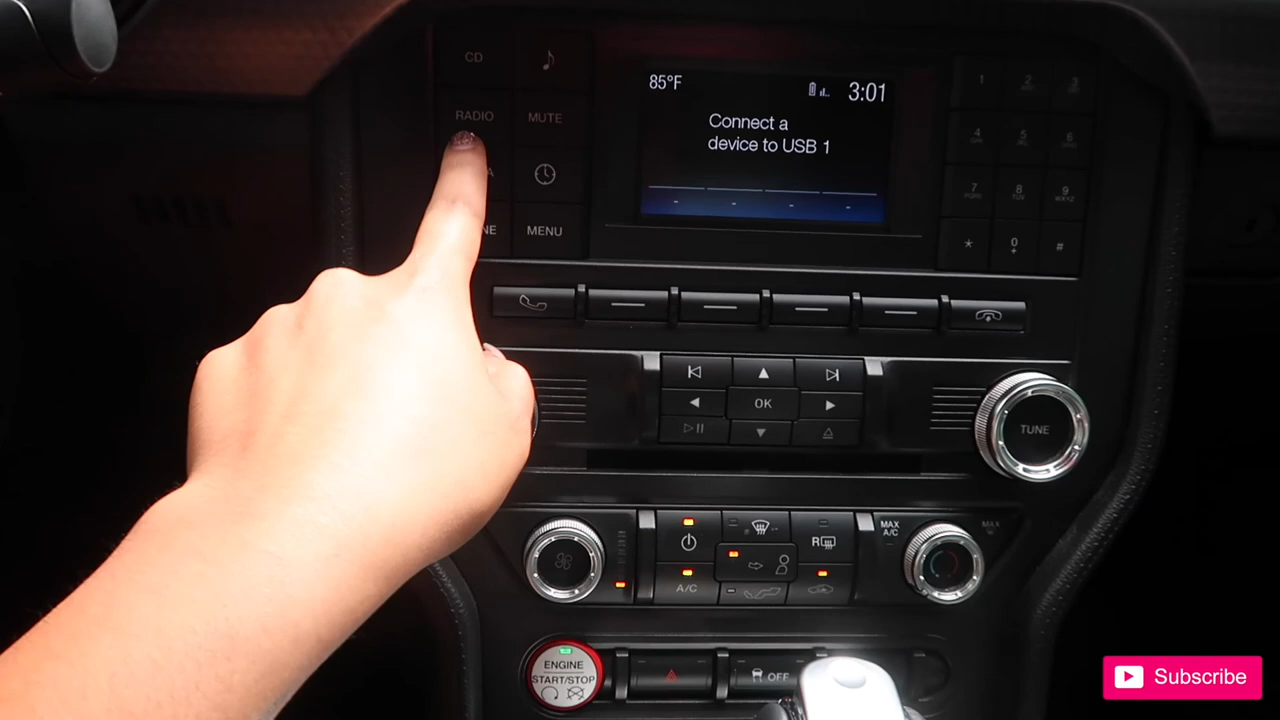 CD
RADIO
MUTE
MENU
85°F
3:01
Connect a
device to USB 1
1 2 3
4 5 6
7 8 9
* 0 #
+
OK
TUNE
MAX
A/C
MAX
R
A/C
ENGINE
START/STOP
OFF
Subscribe